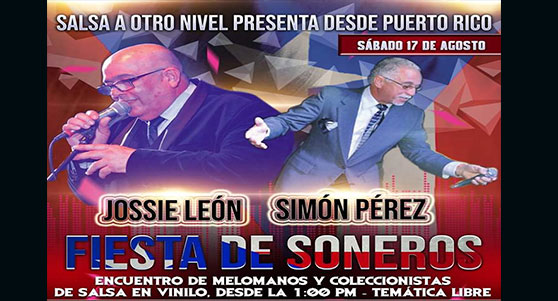 SALSA A OTRO NIVEL PRESENTA DESDE PUERTO RICO
SÁBADO 17 DE AGOSTO
JOSSIE LEÓN SIMÓN PÉREZ
FIESTA DE SONEROS
ENCUENTRO DE MELOMANOS Y COLECCIONISTAS
DE SALSA EN VINILO, DESDE LA 1:00 PM - TEMÁTICA LIBRE